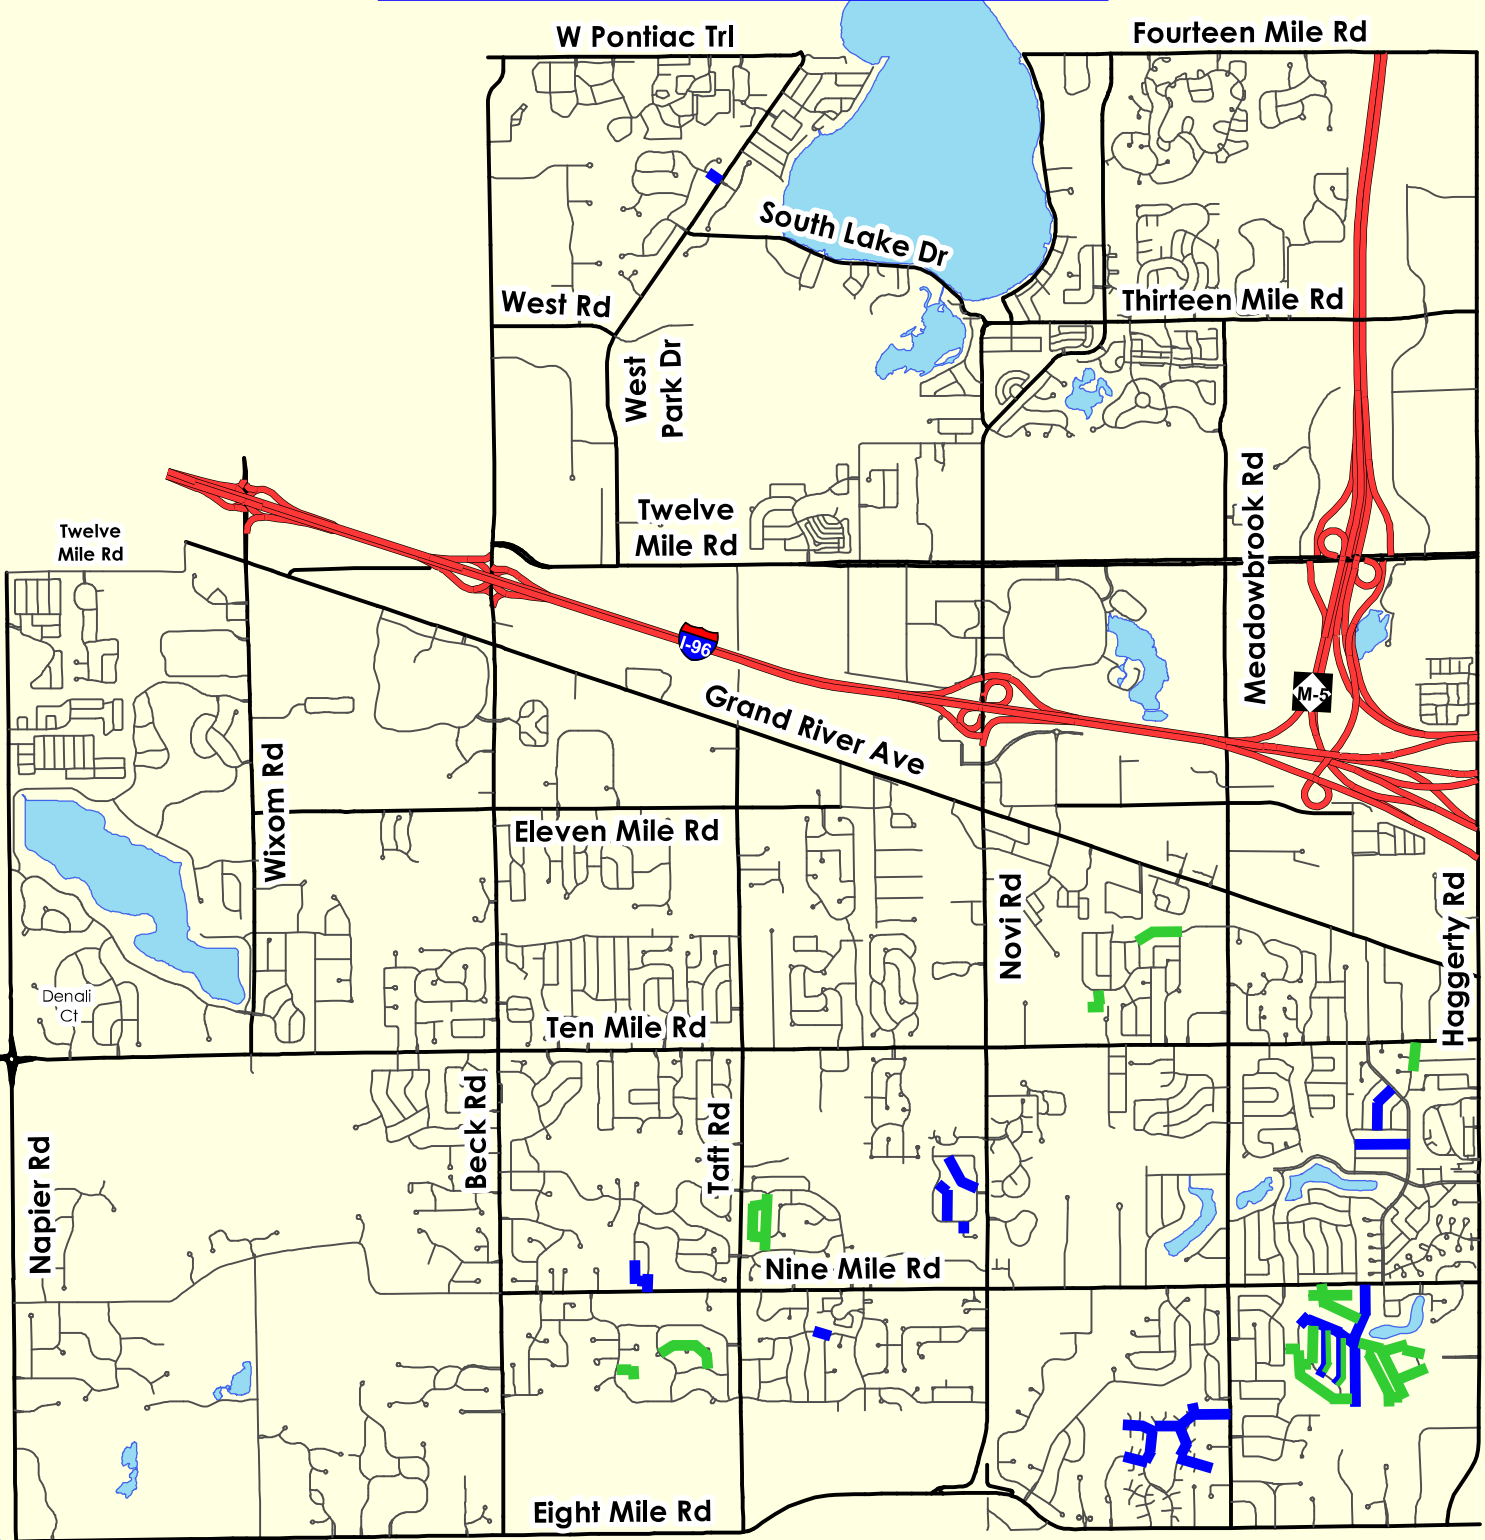 W Pontiac Trl
Fourteen Mile Rd
South Lake Dr
West Rd
Thirteen Mile Rd
West
Park Dr
Twelve
Mile Rd
Twelve
Mile Rd
Meadowbrook Rd
I-96
M-5
Grand River Ave
Wixom Rd
Eleven Mile Rd
Novi Rd
Haggerty Rd
Denali
Ct
Ten Mile Rd
Beck Rd
Taft Rd
Napier Rd
Nine Mile Rd
Eight Mile Rd